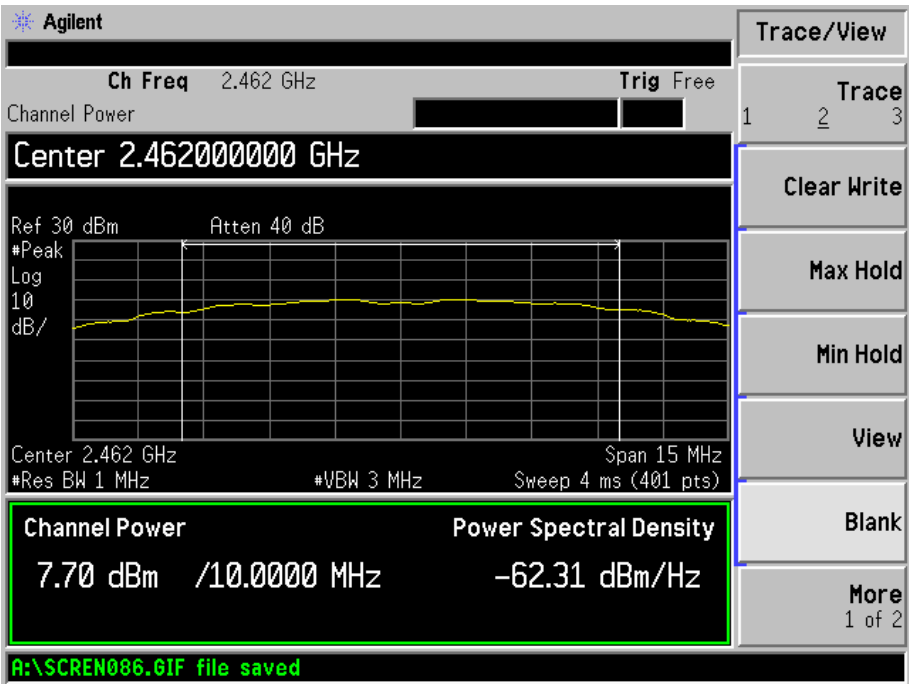 Agilent
Ch Freq 2.462 GHz Trig Free
Channel Power
Center 2.462000000 GHz
Ref 30 dBm Atten 40 dB
#Peak
Log
10
dB/
Center 2.462 GHz Span 15 MHz
#Res BW 1 MHz #VBW 3 MHz Sweep 4 ms (401 pts)
Channel Power Power Spectral Density
7.70 dBm /10.0000 MHz -62.31 dBm/Hz
A:\SCREN086.GIF file saved
Trace/View
Trace
1 2 3
Clear Write
Max Hold
Min Hold
View
Blank
More
1 of 2